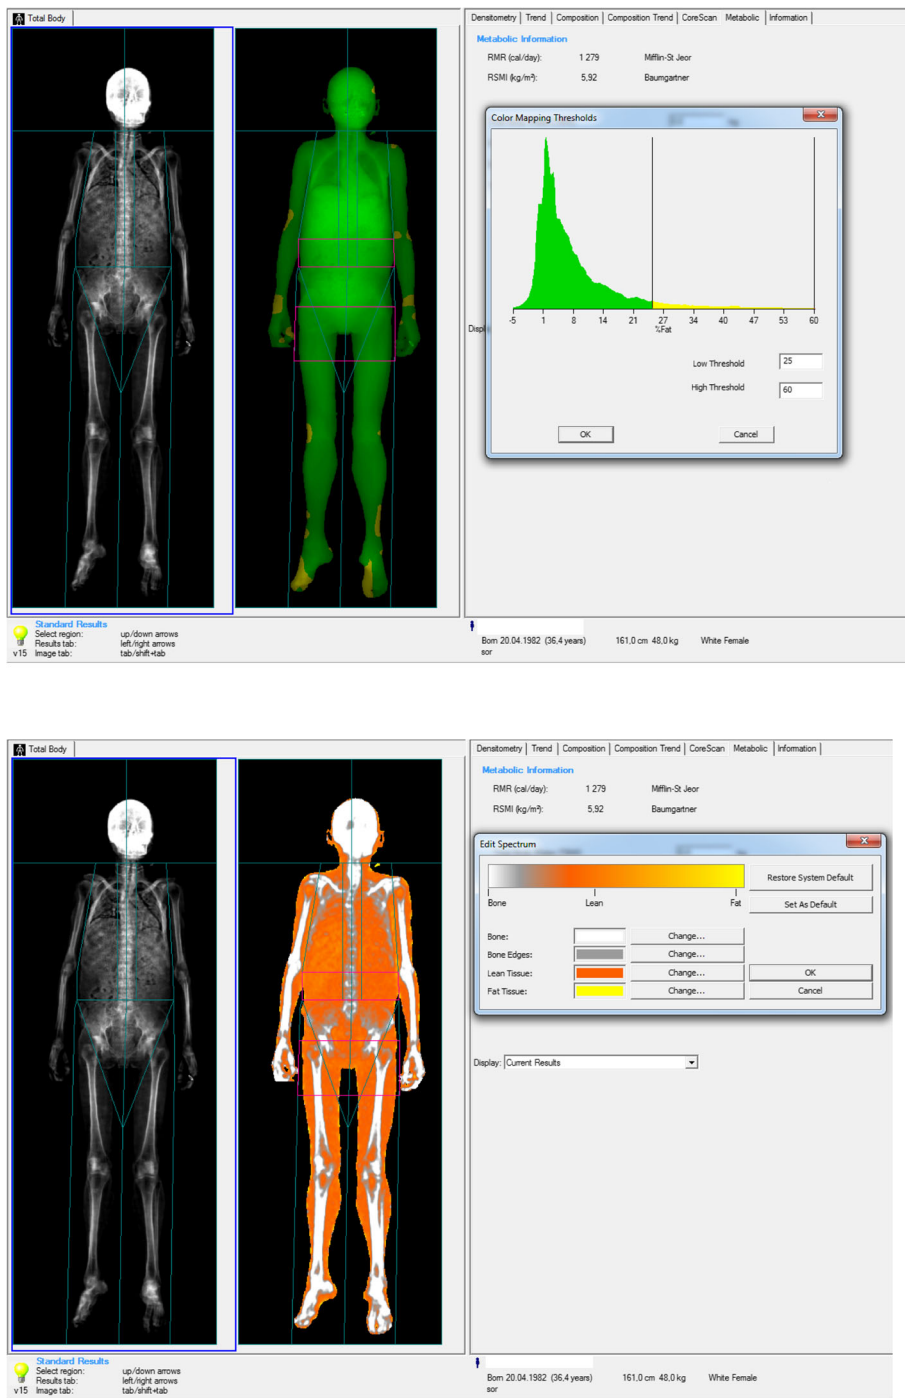 Total Body
Densitometry Trend Composition Composition Trend CoreScan Metabolic Information
Metabolic Information
RMR (cal/day): 1 279 Mifflin-St Jeor
RSMI (kg/m²): 5,92 Baumgartner
Color Mapping Thresholds
-5 1 8 14 21 27 34 40 47 53 60
%Fat
Low Threshold 25
High Threshold 60
OK Cancel
Standard Results
Select region: up/down arrows
Results tab: left/right arrows
v15 Image tab: tab/shift+tab
Born 20.04.1982 (36,4 years) 161,0 cm 48,0 kg White Female
sor
Total Body
Densitometry Trend Composition Composition Trend CoreScan Metabolic Information
Metabolic Information
RMR (cal/day): 1 279 Mifflin-St Jeor
RSMI (kg/m²): 5,92 Baumgartner
Edit Spectrum
Restore System Default
Bone Lean Fat
Set As Default
Bone: Change...
Bone Edges: Change...
Lean Tissue: Change... OK
Fat Tissue: Change... Cancel
Display: Current Results
Standard Results
Select region: up/down arrows
Results tab: left/right arrows
v15 Image tab: tab/shift+tab
Born 20.04.1982 (36,4 years) 161,0 cm 48,0 kg White Female
sor